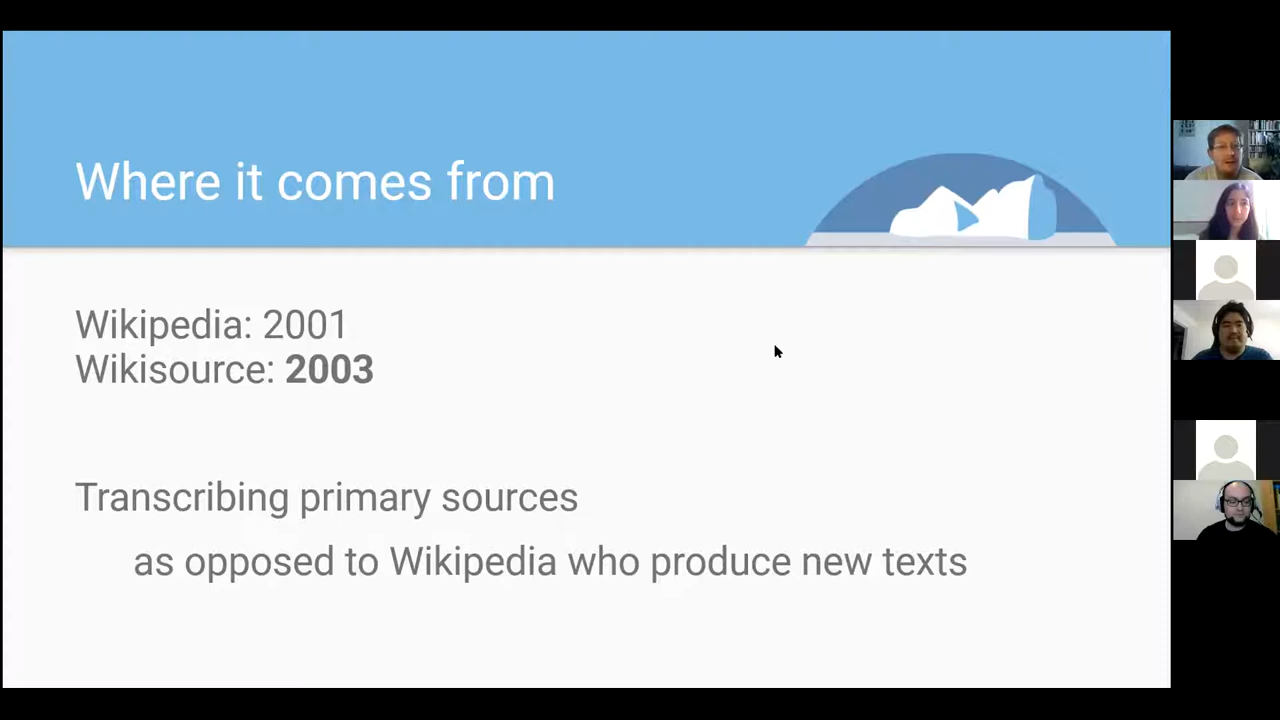 Where it comes from
Wikipedia: 2001
Wikisource: 2003
Transcribing primary sources
as opposed to Wikipedia who produce new texts